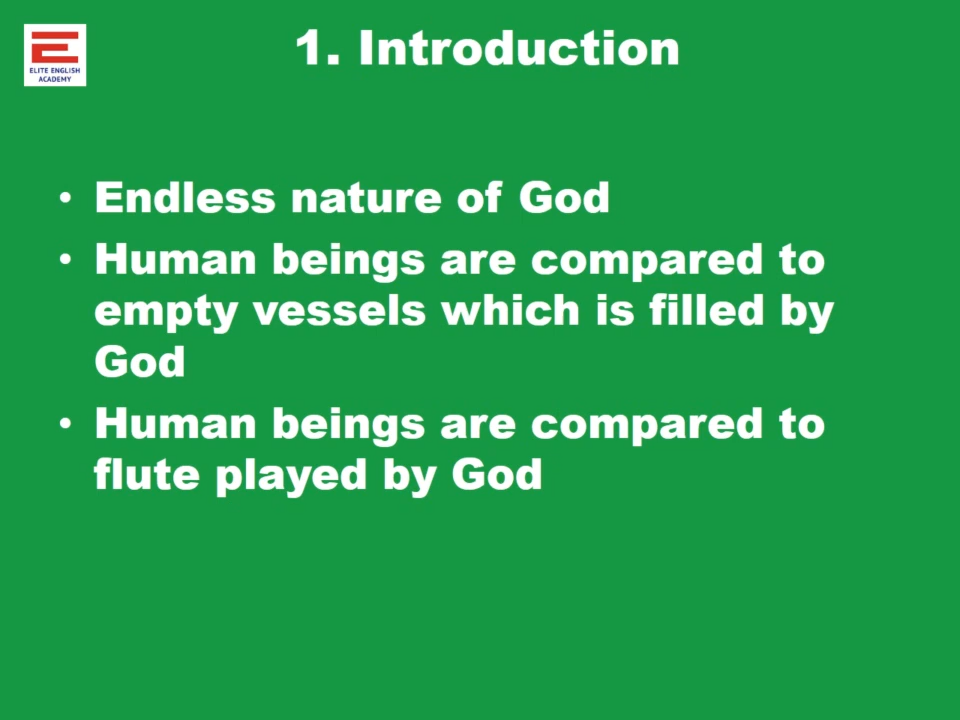 ELITE ENGLISH
ACADEMY
1. Introduction
• Endless nature of God
• Human beings are compared to
empty vessels which is filled by
God
• Human beings are compared to
flute played by God